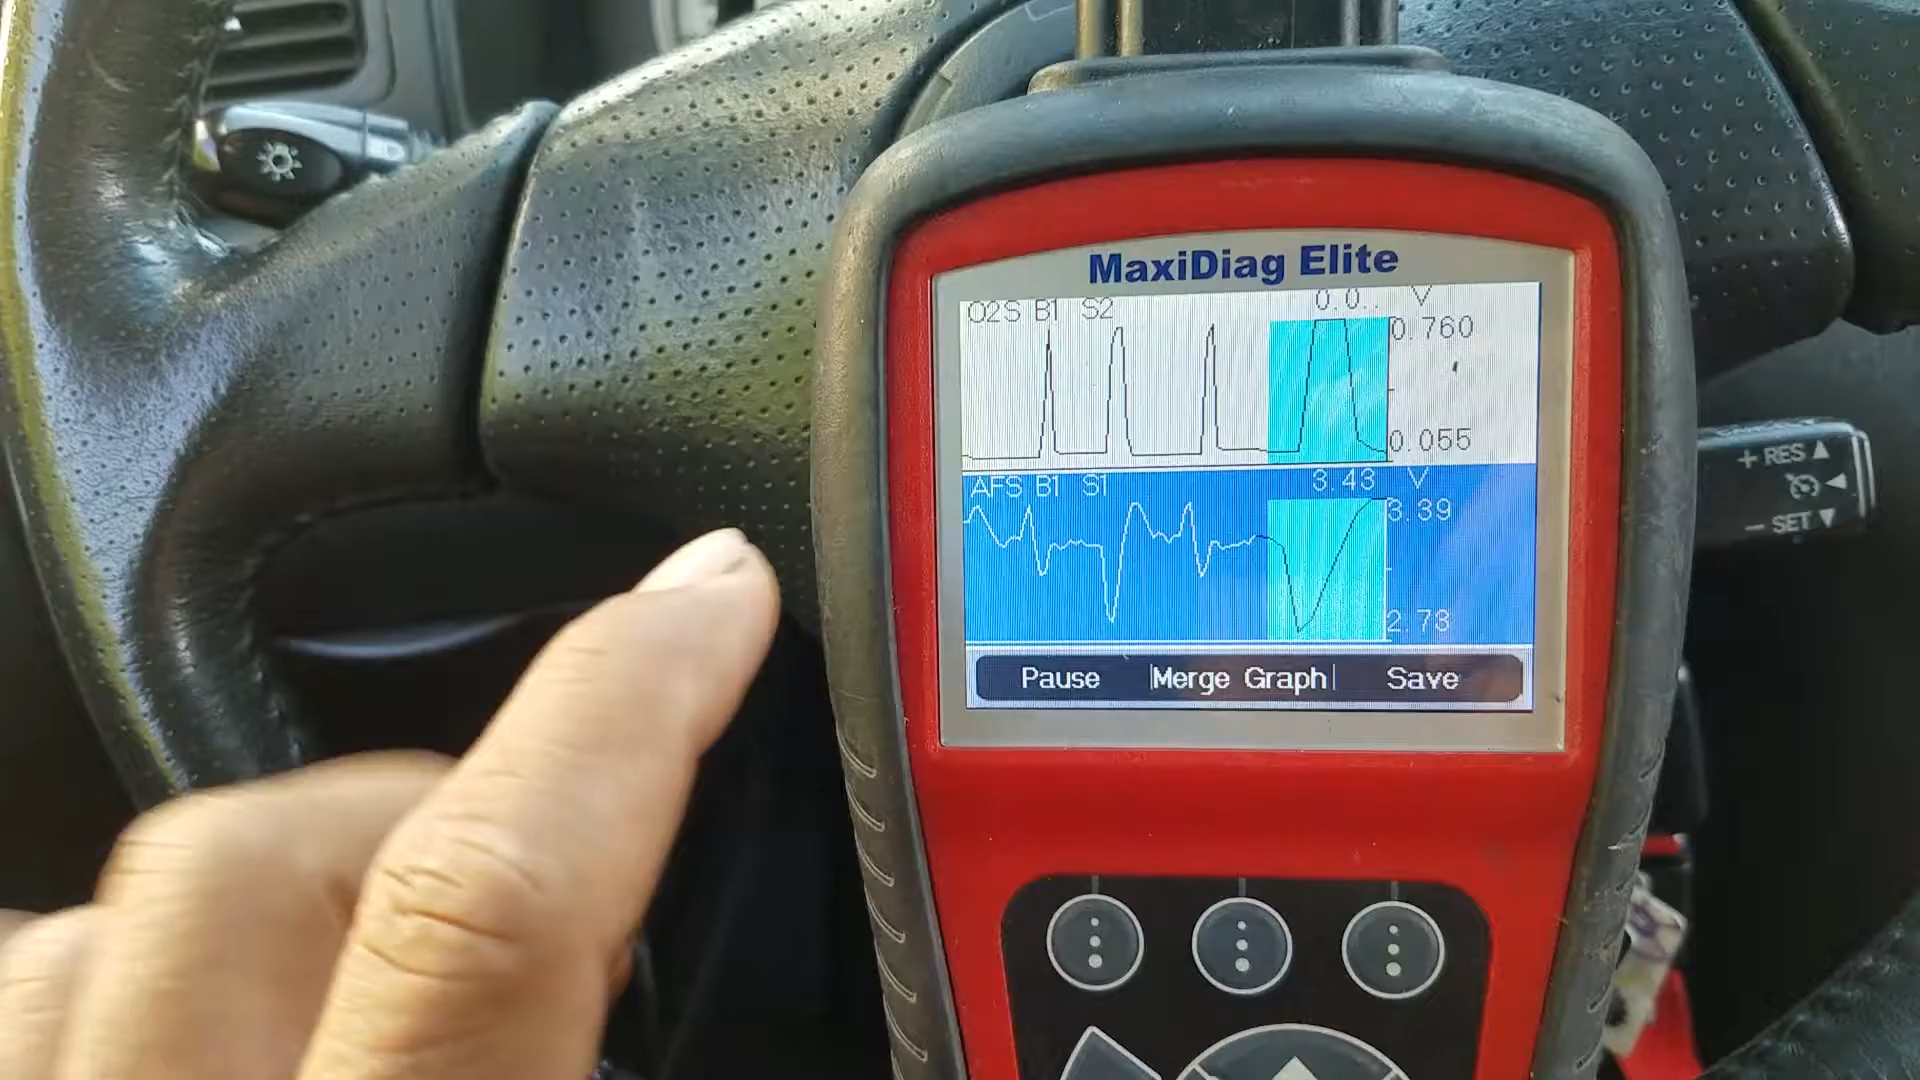 MaxiDiag Elite
O2S B1 S2 0.0.. V
0.760
0.055
AFS B1 S1 3.43 V
3.39
2.73
Pause Merge Graph Save
+ RES ▲
− SET ▼